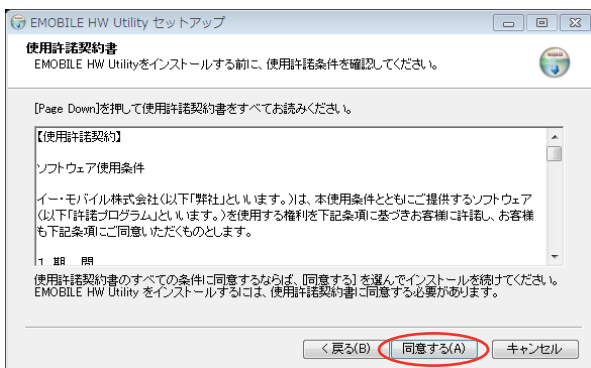 EMOBILE HW Utility セットアップ
使用許諾契約書
EMOBILE HW Utilityをインストールする前に、使用許諾条件を確認してください。
[Page Down]を押して使用許諾契約書をすべてお読みください。
【使用許諾契約】
ソフトウェア使用条件
イー・モバイル株式会社(以下「弊社」といいます。)は、本使用条件とともにご提供するソフトウェア
(以下「許諾プログラム」といいます。)を使用する権利を下記条項に基づきお客様に許諾し、お客様
も下記条項にご同意いただくものとします。
1 期 間
使用許諾契約書のすべての条件に同意するならば、[同意する] を選んでインストールを続けてください。
EMOBILE HW Utility をインストールするには、使用許諾契約書に同意する必要があります。
< 戻る(B)
同意する(A)
キャンセル